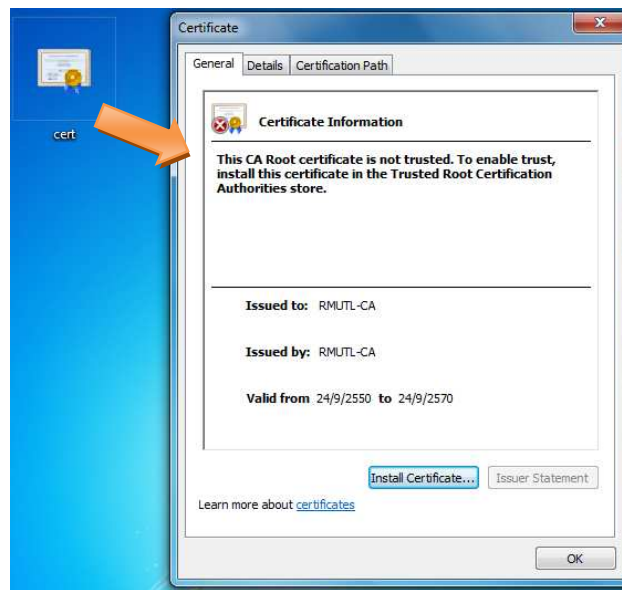 Certificate
General Details Certification Path
cert
Certificate Information
This CA Root certificate is not trusted. To enable trust,
install this certificate in the Trusted Root Certification
Authorities store.
Issued to: RMUTL-CA
Issued by: RMUTL-CA
Valid from 24/9/2550 to 24/9/2570
Install Certificate... Issuer Statement
Learn more about certificates
OK